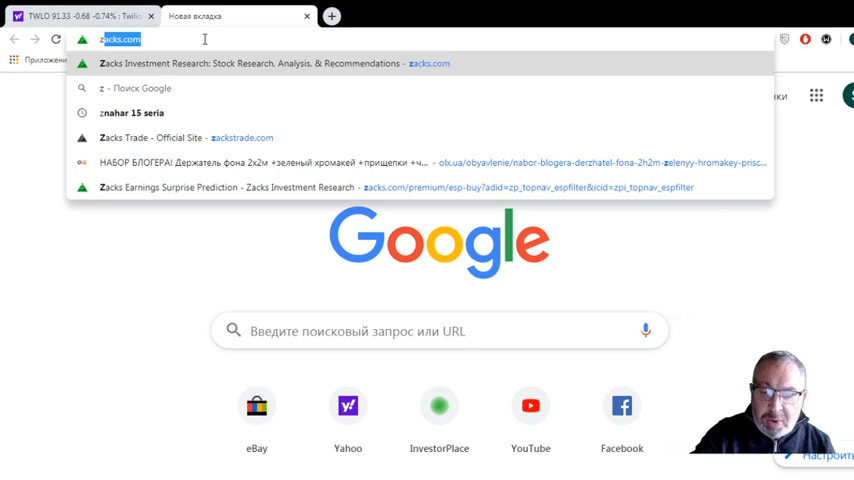 TWLO 91.33 -0.68 -0.74% : Twilio
Новая вкладка
zacks.com
Приложени
Zacks Investment Research: Stock Research, Analysis, & Recommendations - zacks.com
z - Поиск Google
znahar 15 seria
Zacks Trade - Official Site - zackstrade.com
НАБОР БЛОГЕРА! Держатель фона 2х2м +зеленый хромакей +прищепки +ч... - olx.ua/obyavlenie/nabor-blogera-derzhatel-fona-2h2m-zelenyy-hromakey-prisc...
Zacks Earnings Surprise Prediction - Zacks Investment Research - zacks.com/premium/esp-buy?adid=zp_topnav_espfilter&icid=zpi_topnav_espfilter
нки
Google
Введите поисковый запрос или URL
eBay
Yahoo
InvestorPlace
YouTube
Facebook
Настроить